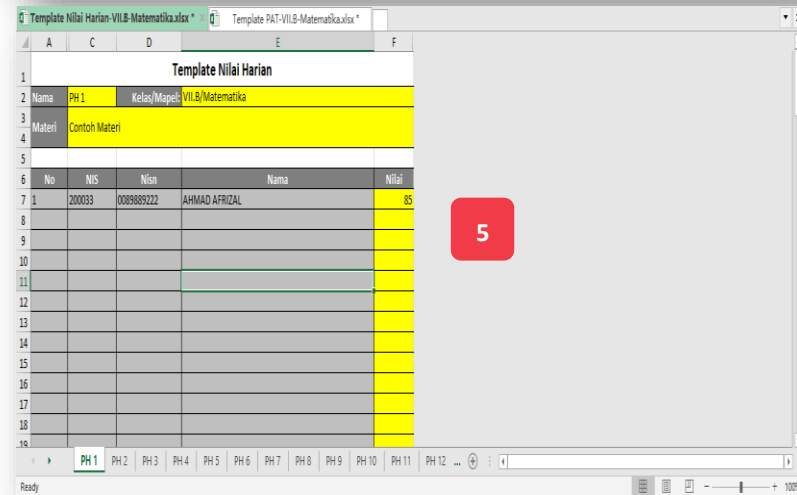 Template Nilai Harian-VII.B-Matematika.xlsx * × Template PAT-VII.B-Matematika.xlsx *
A C D E F
1 Template Nilai Harian
2 Nama PH 1 Kelas/Mapel: VII.B/Matematika
3
Materi Contoh Materi
4
5
6 No NIS Nisn Nama Nilai
7 1 200033 0089889222 AHMAD AFRIZAL 85
8
5
9
10
11
12
13
14
15
16
17
18
19
PH 1 PH 2 PH 3 PH 4 PH 5 PH 6 PH 7 PH 8 PH 9 PH 10 PH 11 PH 12 ...
Ready - + 100%